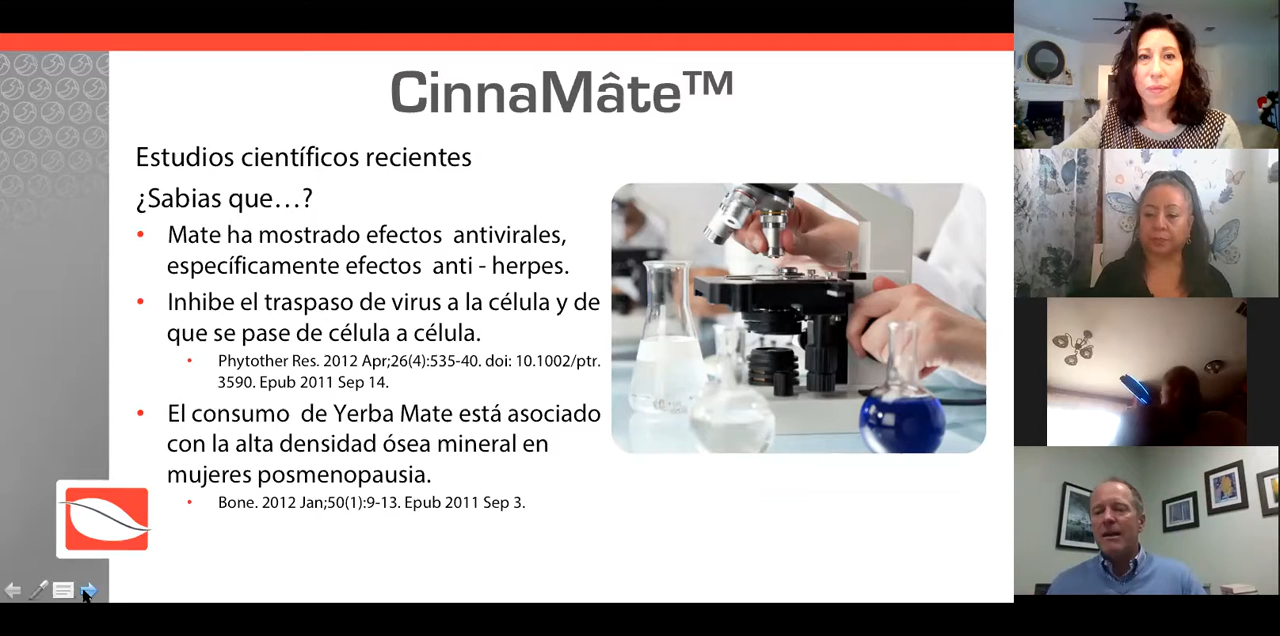 CinnaMâte™
Estudios científicos recientes
¿Sabias que…?
• Mate ha mostrado efectos antivirales,
específicamente efectos anti - herpes.
• Inhibe el traspaso de virus a la célula y de
que se pase de célula a célula.
• Phytother Res. 2012 Apr;26(4):535-40. doi: 10.1002/ptr.
3590. Epub 2011 Sep 14.
• El consumo de Yerba Mate está asociado
con la alta densidad ósea mineral en
mujeres posmenopausia.
• Bone. 2012 Jan;50(1):9-13. Epub 2011 Sep 3.